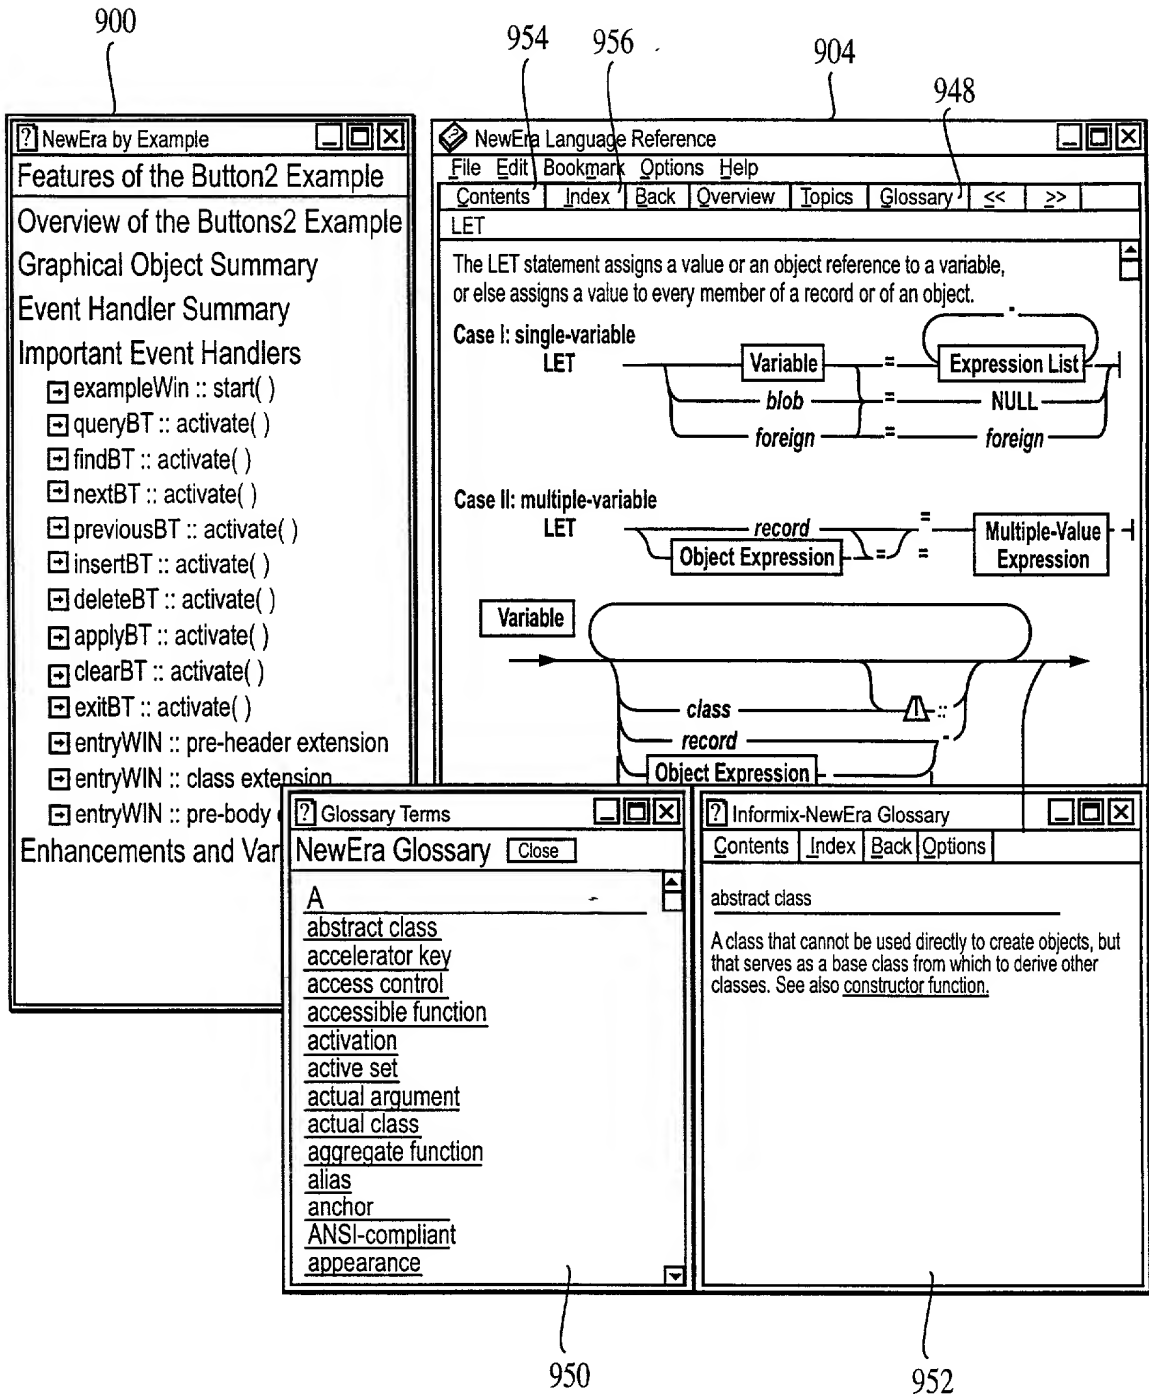 900
954
956
904
948
? NewEra by Example
Features of the Button2 Example
Overview of the Buttons2 Example
Graphical Object Summary
Event Handler Summary
Important Event Handlers
exampleWin :: start( )
queryBT :: activate( )
findBT :: activate( )
nextBT :: activate( )
previousBT :: activate( )
insertBT :: activate( )
deleteBT :: activate( )
applyBT :: activate( )
clearBT :: activate( )
exitBT :: activate( )
entryWIN :: pre-header extension
entryWIN :: class extension
entryWIN :: pre-body
Enhancements and Var
? NewEra Language Reference
File Edit Bookmark Options Help
Contents Index Back Overview Topics Glossary << >>
LET
The LET statement assigns a value or an object reference to a variable,
or else assigns a value to every member of a record or of an object.
Case I: single-variable
LET Variable = Expression List
blob = NULL
foreign = foreign
Case II: multiple-variable
LET record = Multiple-Value
Object Expression = = Expression
Variable
class ! ::
record
Object Expression
? Glossary Terms
NewEra Glossary Close
A
abstract class
accelerator key
access control
accessible function
activation
active set
actual argument
actual class
aggregate function
alias
anchor
ANSI-compliant
appearance
? Informix-NewEra Glossary
Contents Index Back Options
abstract class
A class that cannot be used directly to create objects, but
that serves as a base class from which to derive other
classes. See also constructor function.
950
952